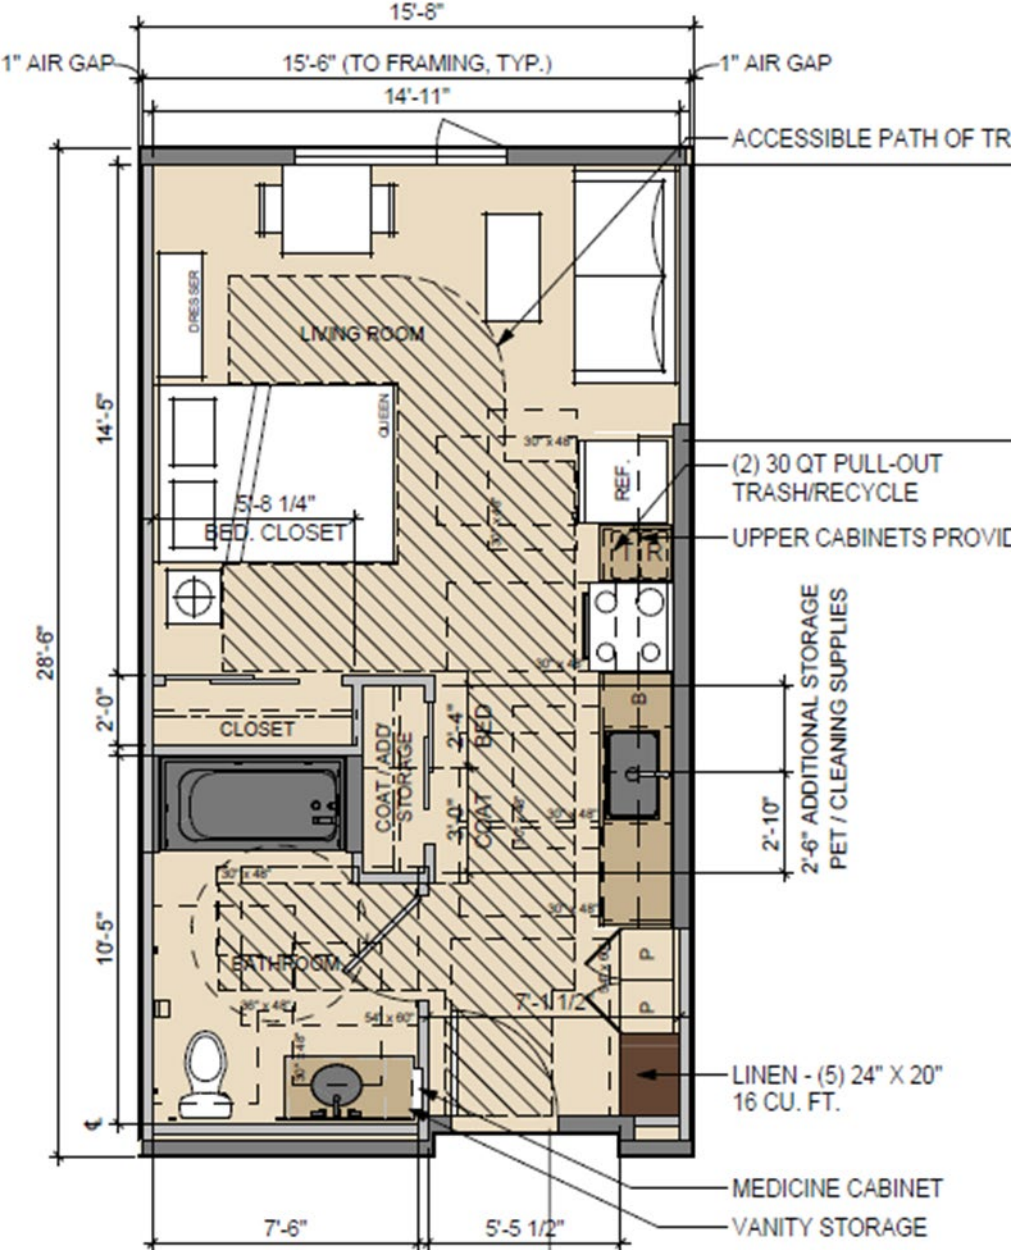 15'-8"
1" AIR GAP
15'-6" (TO FRAMING, TYP.)
1" AIR GAP
14'-11"
ACCESSIBLE PATH OF TR
DRESSER
LIVING ROOM
14'-5"
QUEEN
30" x 48"
REF.
(2) 30 QT PULL-OUT
TRASH/RECYCLE
5'-8 1/4"
BED. CLOSET
30" x 48"
T R
UPPER CABINETS PROVID
28'-6"
30" x 48"
2'-6" ADDITIONAL STORAGE
PET / CLEANING SUPPLIES
2'-0"
CLOSET
COAT / ADD
STORAGE
2'-4"
BED
B
3'-0"
COAT
30" x 48"
2'-10"
30" x 48"
30" x 48"
10'-5"
BATHROOM
P
P
36" x 48"
54" x 60"
7'-1 1/2"
30" x 48"
LINEN - (5) 24" X 20"
16 CU. FT.
MEDICINE CABINET
VANITY STORAGE
7'-6"
5'-5 1/2"